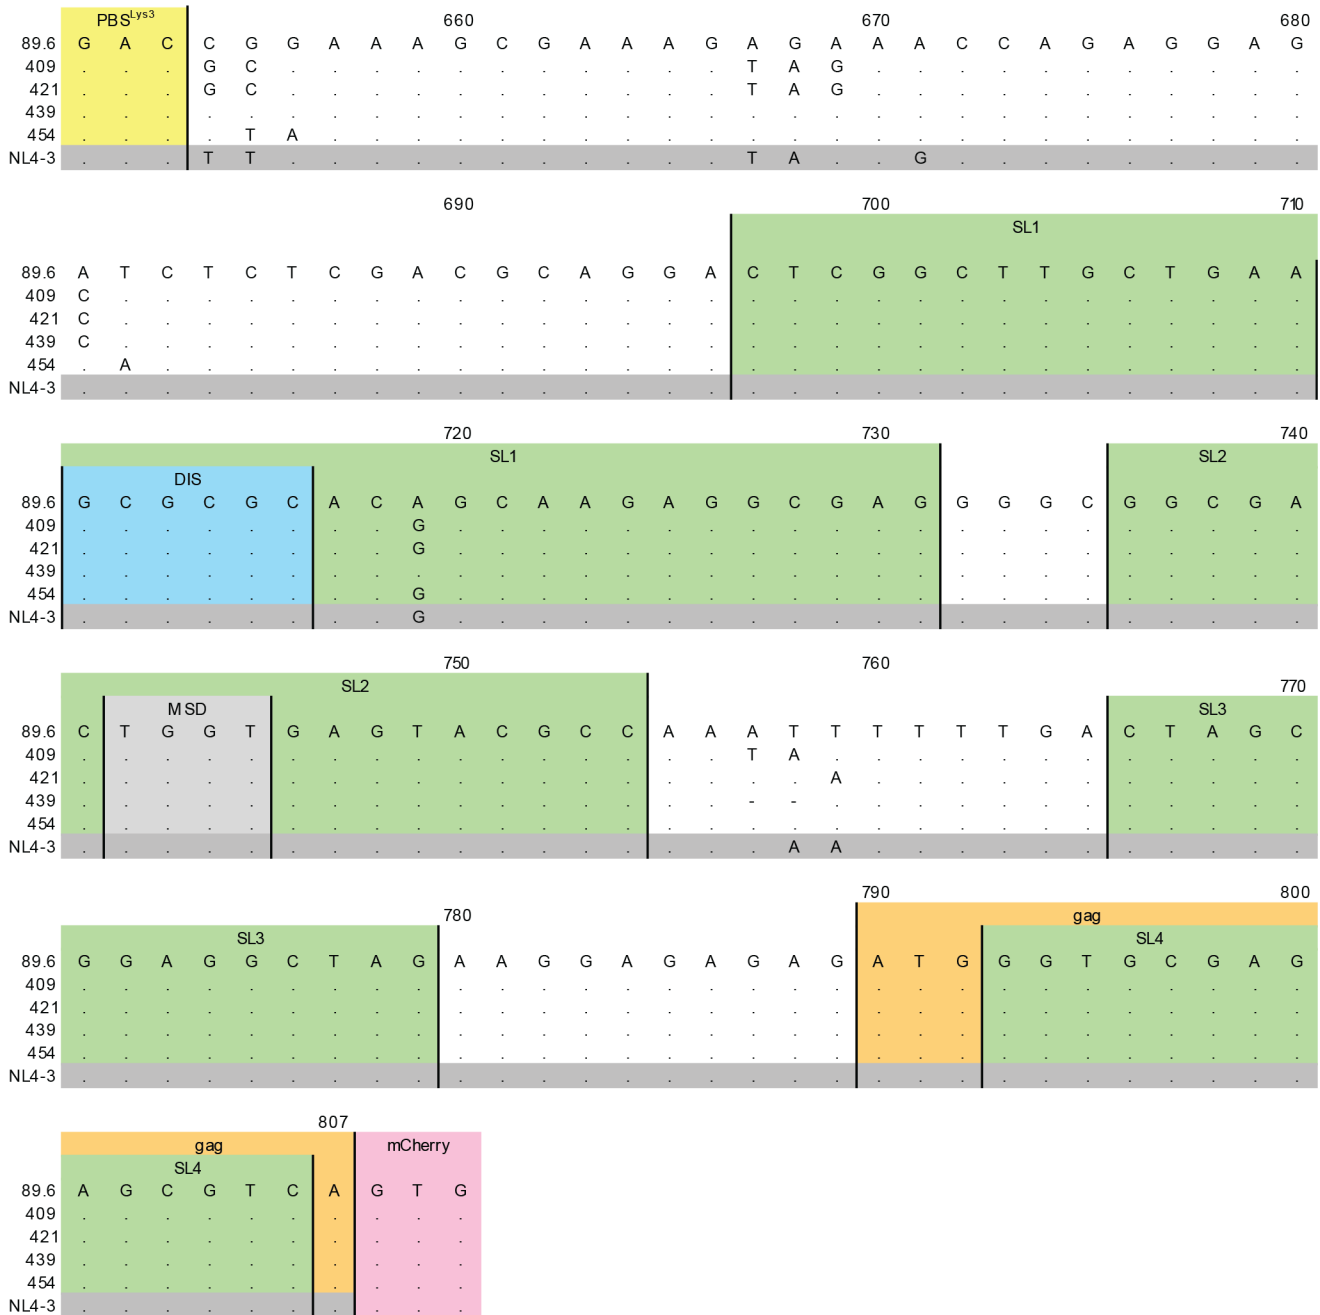 PBS^Lys3 660 670 680
89.6 G A C C G G A A A G C G A A A G A G A A A C C A G A G G A G
409 . . . G C . . . . . . . . . . . T A G . . . . . . . . . . .
421 . . . G C . . . . . . . . . . . T A G . . . . . . . . . . .
439 . . . . . . . . . . . . . . . . . . . . . . . . . . . . . .
454 . . . . T A . . . . . . . . . . . . . . . . . . . . . . . .
NL4-3 . . . T T . . . . . . . . . . . T A . . G . . . . . . . . .
690 700 710
SL1
89.6 A T C T C T C G A C G C A G G A C T C G G C T T G C T G A A
409 C . . . . . . . . . . . . . . . . . . . . . . . . . . . . .
421 C . . . . . . . . . . . . . . . . . . . . . . . . . . . . .
439 C . . . . . . . . . . . . . . . . . . . . . . . . . . . . .
454 . A . . . . . . . . . . . . . . . . . . . . . . . . . . . .
NL4-3 . . . . . . . . . . . . . . . . . . . . . . . . . . . . . .
720 730 740
SL1 SL2
DIS
89.6 G C G C G C A C A G C A A G A G G C G A G G G G C G G C G A
409 . . . . . . . . G . . . . . . . . . . . . . . . . . . . . .
421 . . . . . . . . G . . . . . . . . . . . . . . . . . . . . .
439 . . . . . . . . . . . . . . . . . . . . . . . . . . . . . .
454 . . . . . . . . G . . . . . . . . . . . . . . . . . . . . .
NL4-3 . . . . . . . . G . . . . . . . . . . . . . . . . . . . . .
750 760 770
SL2
MSD SL3
89.6 C T G G T G A G T A C G C C A A A T T T T T T G A C T A G C
409 . . . . . . . . . . . . . . . . T A . . . . . . . . . . . .
421 . . . . . . . . . . . . . . . . . . A . . . . . . . . . . .
439 . . . . . . . . . . . . . . . . - - . . . . . . . . . . . .
454 . . . . . . . . . . . . . . . . . . . . . . . . . . . . . .
NL4-3 . . . . . . . . . . . . . . . . . A A . . . . . . . . . . .
780 790 800
gag
SL3 SL4
89.6 G G A G G C T A G A A G G A G A G A G A T G G G T G C G A G
409 . . . . . . . . . . . . . . . . . . . . . . . . . . . . . .
421 . . . . . . . . . . . . . . . . . . . . . . . . . . . . . .
439 . . . . . . . . . . . . . . . . . . . . . . . . . . . . . .
454 . . . . . . . . . . . . . . . . . . . . . . . . . . . . . .
NL4-3 . . . . . . . . . . . . . . . . . . . . . . . . . . . . . .
807
gag mCherry
SL4
89.6 A G C G T C A G T G
409 . . . . . . . . . .
421 . . . . . . . . . .
439 . . . . . . . . . .
454 . . . . . . . . . .
NL4-3 . . . . . . . . . .